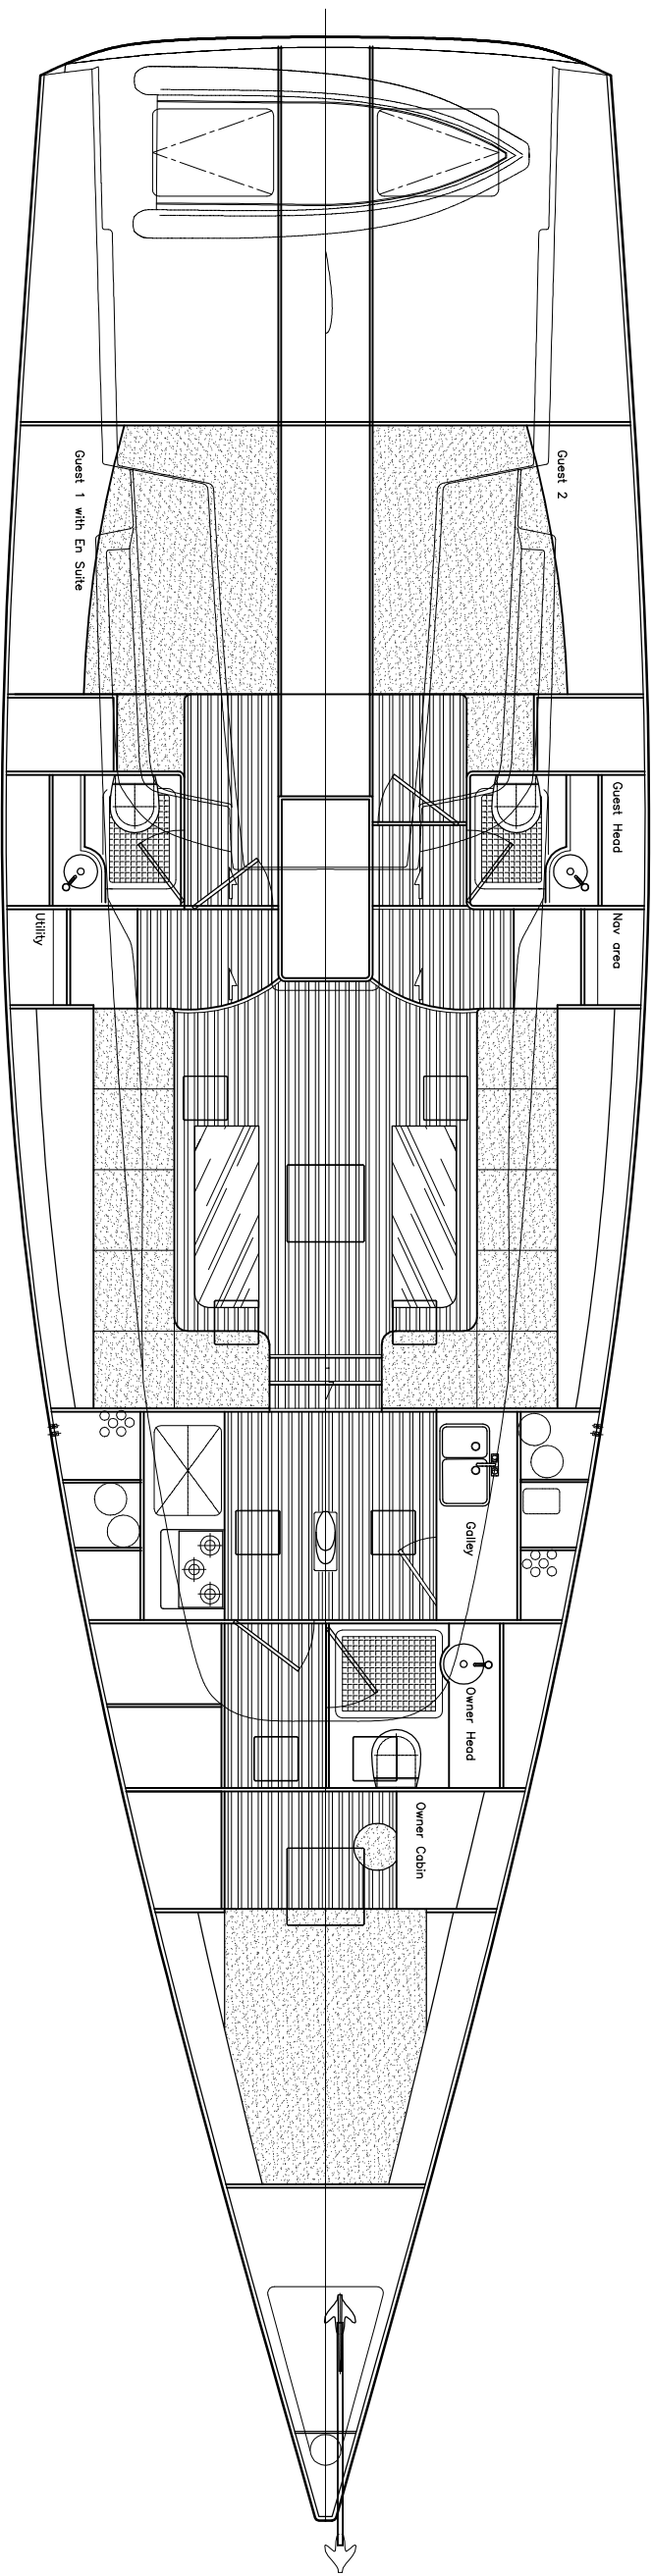 Guest 1 with En Suite
Guest 2
Guest Head
Utility
Nav area
Galley
Owner Head
Owner Cabin